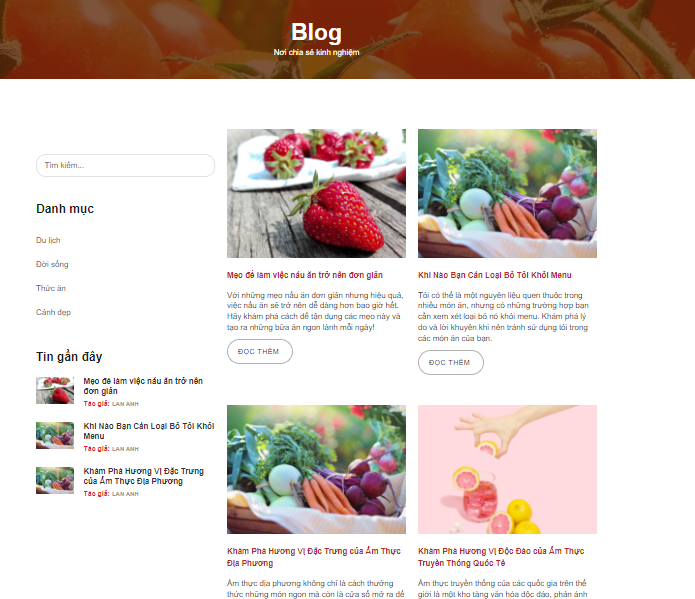 Blog
Nơi chia sẻ kinh nghiệm
Tìm kiếm...
Danh mục
Du lịch
Đời sống
Thức ăn
Cảnh đẹp
Tin gần đây
Mẹo để làm việc nấu ăn trở nên
đơn giản
Tác giả: LAN ANH
Khi Nào Bạn Cần Loại Bỏ Tỏi Khỏi
Menu
Tác giả: LAN ANH
Khám Phá Hương Vị Đặc Trưng
của Ẩm Thực Địa Phương
Tác giả: LAN ANH
Mẹo để làm việc nấu ăn trở nên đơn giản
Với những mẹo nấu ăn đơn giản nhưng hiệu quả,
việc nấu ăn sẽ trở nên dễ dàng hơn bao giờ hết.
Hãy khám phá cách để tận dụng các mẹo này và
tạo ra những bữa ăn ngon lành mỗi ngày!
ĐỌC THÊM
Khi Nào Bạn Cần Loại Bỏ Tỏi Khỏi Menu
Tỏi có thể là một nguyên liệu quen thuộc trong
nhiều món ăn, nhưng có những trường hợp bạn
cần xem xét loại bỏ nó khỏi menu. Khám phá lý
do và lời khuyên khi nên tránh sử dụng tỏi trong
các món ăn của bạn.
ĐỌC THÊM
Khám Phá Hương Vị Đặc Trưng của Ẩm Thực
Địa Phương
Ẩm thực địa phương không chỉ là cách thưởng
thức những món ngon mà còn là cửa sổ mở ra để
Khám Phá Hương Vị Độc Đáo của Ẩm Thực
Truyền Thống Quốc Tế
Ẩm thực truyền thống của các quốc gia trên thế
giới là một kho tàng văn hóa độc đáo, phản ánh